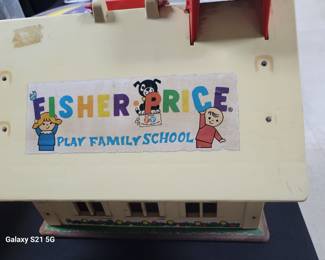 FISHER·PRICE®
PLAY FAMILY SCHOOL
Galaxy S21 5G